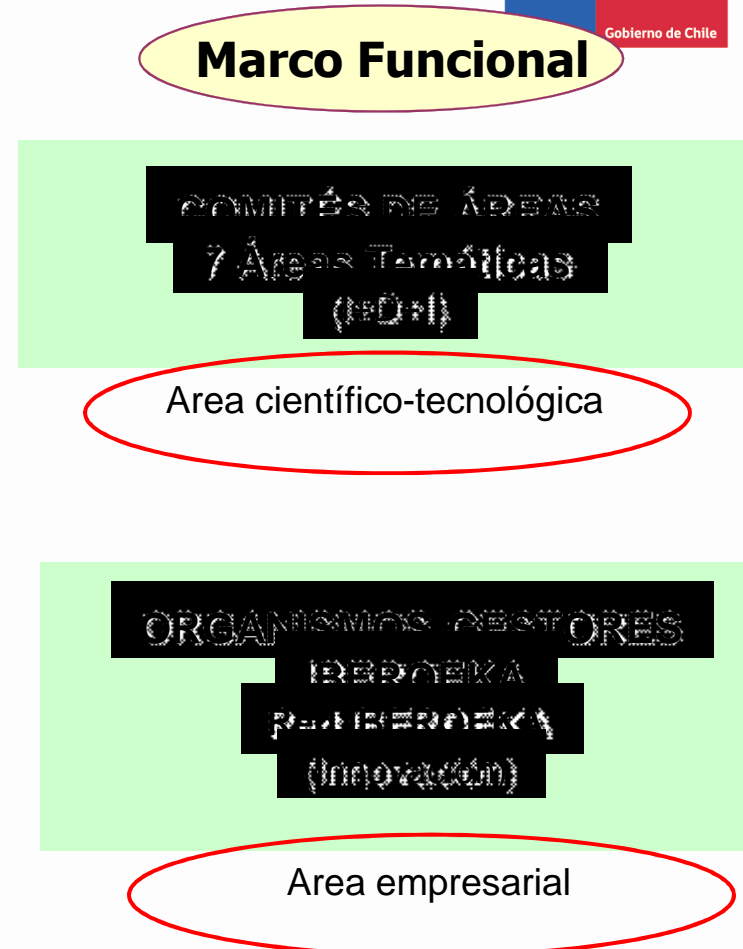 Gobierno de Chile
Marco Funcional
COMITÉS DE ÁREAS
7 Áreas Temáticas
(I+D+I)
Area científico-tecnológica
ORGANISMOS GESTORES
IBEROEKA
(Innovación)
Area empresarial